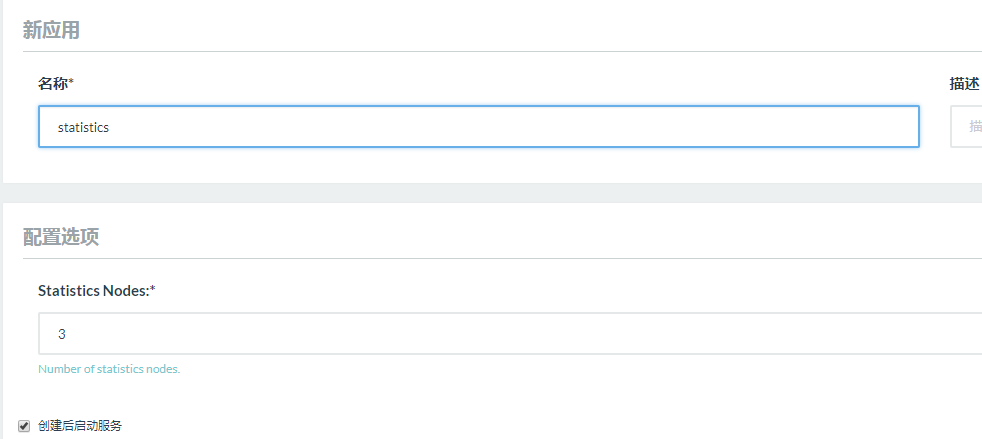 新应用
名称*
描述
statistics
描
配置选项
Statistics Nodes:*
3
Number of statistics nodes.
创建后启动服务